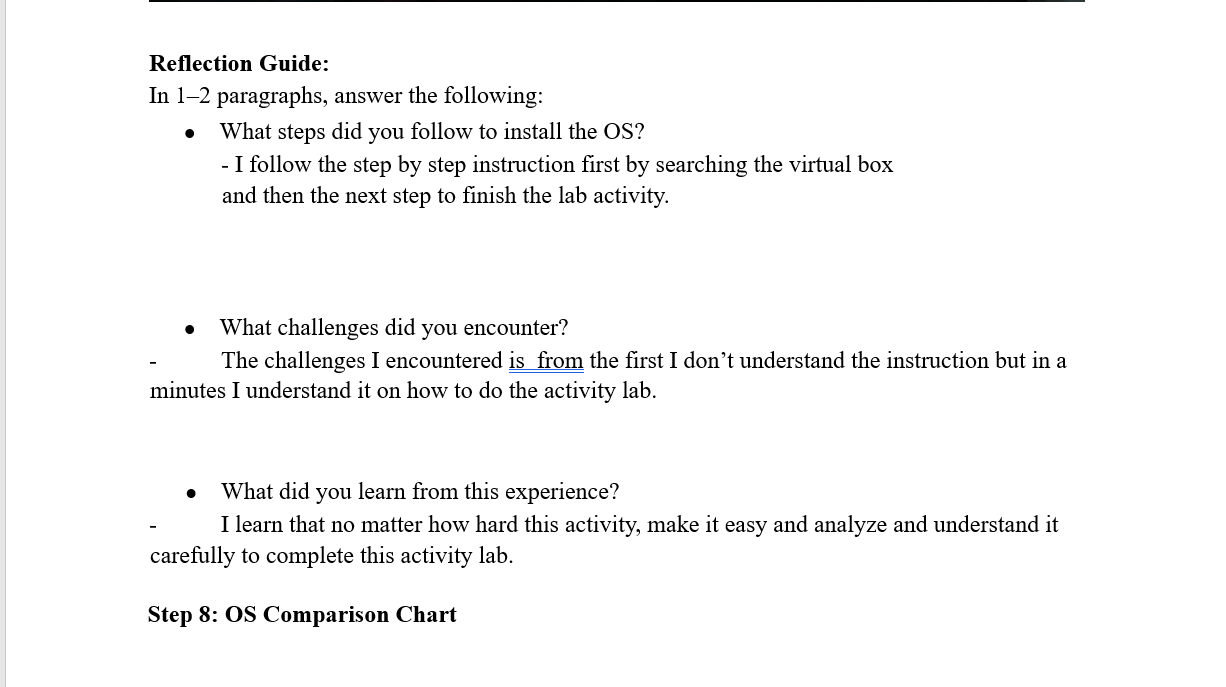 Reflection Guide:
In 1–2 paragraphs, answer the following:
● What steps did you follow to install the OS?
- I follow the step by step instruction first by searching the virtual box
and then the next step to finish the lab activity.
● What challenges did you encounter?
- The challenges I encountered is  from the first I don’t understand the instruction but in a
minutes I understand it on how to do the activity lab.
● What did you learn from this experience?
- I learn that no matter how hard this activity, make it easy and analyze and understand it
carefully to complete this activity lab.
Step 8: OS Comparison Chart